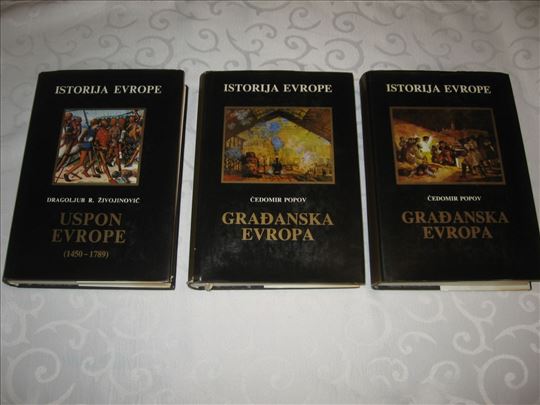 ISTORIJA EVROPE
DRAGOLJUB R. ŽIVOJINOVIĆ
USPON
EVROPE
(1450-1789)
ISTORIJA EVROPE
ČEDOMIR POPOV
GRAĐANSKA
EVROPA
ISTORIJA EVROPE
ČEDOMIR POPOV
GRAĐANSKA
EVROPA